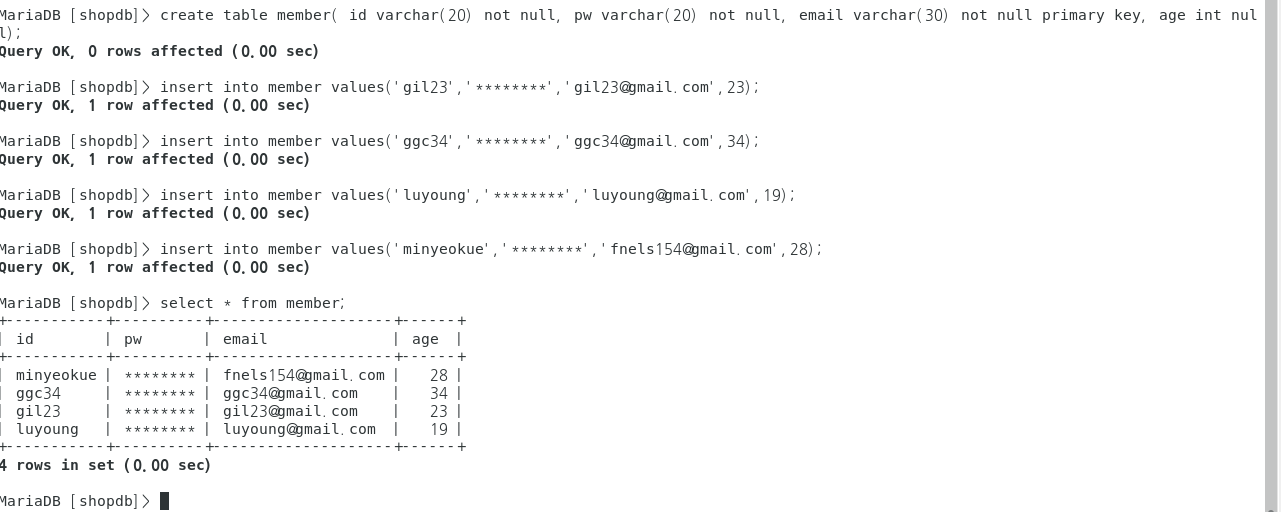 MariaDB [shopdb]> create table member( id varchar(20) not null, pw varchar(20) not null, email varchar(30) not null primary key, age int nul
l);
Query OK, 0 rows affected (0.00 sec)
MariaDB [shopdb]> insert into member values('gil23','********','gil23@gmail.com',23);
Query OK, 1 row affected (0.00 sec)
MariaDB [shopdb]> insert into member values('ggc34','********','ggc34@gmail.com',34);
Query OK, 1 row affected (0.00 sec)
MariaDB [shopdb]> insert into member values('luyoung','********','luyoung@gmail.com',19);
Query OK, 1 row affected (0.00 sec)
MariaDB [shopdb]> insert into member values('minyeokue','********','fnels154@gmail.com',28);
Query OK, 1 row affected (0.00 sec)
MariaDB [shopdb]> select * from member;
+-----------+----------+--------------------+------+
| id        | pw       | email              | age  |
+-----------+----------+--------------------+------+
| minyeokue | ******** | fnels154@gmail.com |   28 |
| ggc34     | ******** | ggc34@gmail.com    |   34 |
| gil23     | ******** | gil23@gmail.com    |   23 |
| luyoung   | ******** | luyoung@gmail.com  |   19 |
+-----------+----------+--------------------+------+
4 rows in set (0.00 sec)
MariaDB [shopdb]>